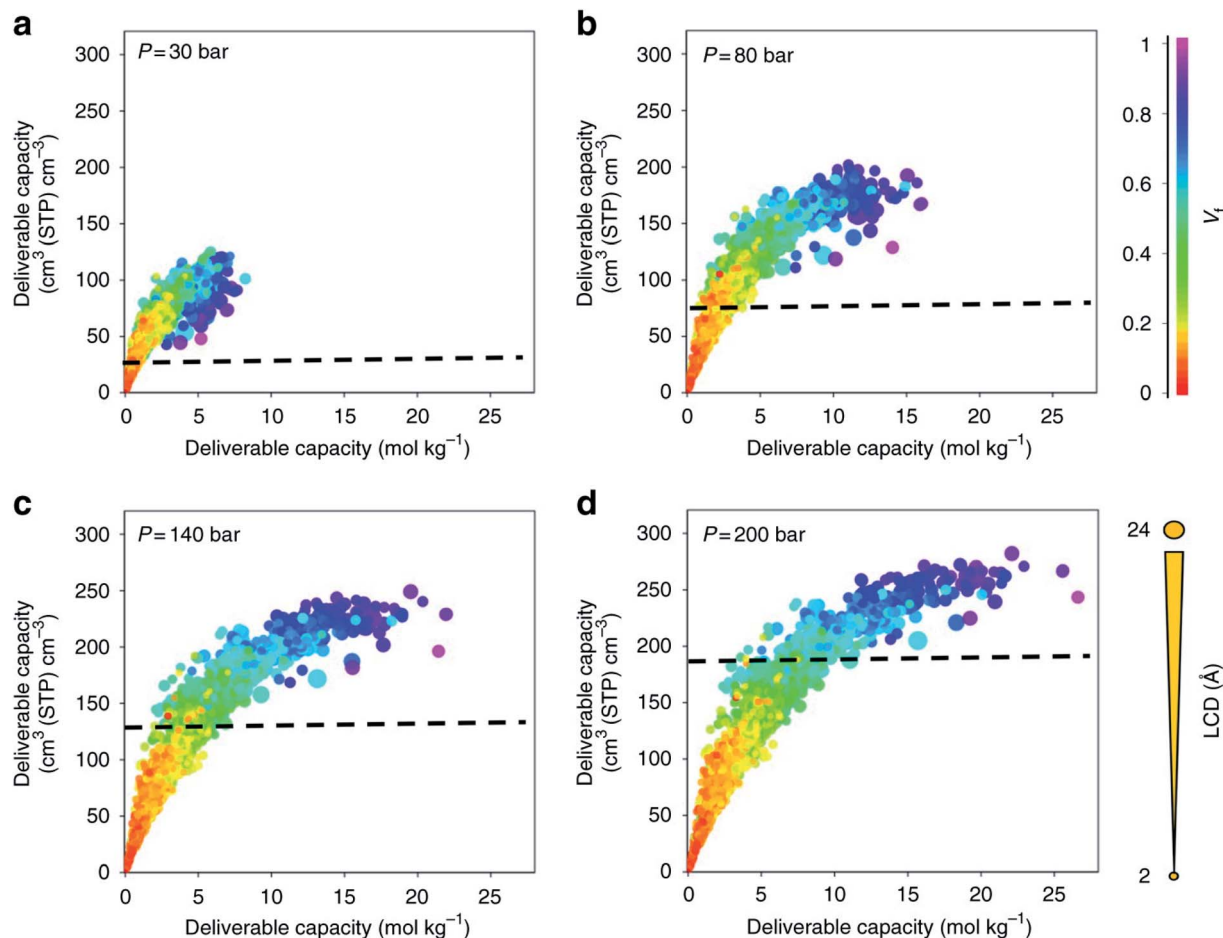 a
P = 30 bar
Deliverable capacity
(cm³ (STP) cm⁻³)
300
250
200
150
100
50
0
0 5 10 15 20 25
Deliverable capacity (mol kg⁻¹)
b
P = 80 bar
Deliverable capacity
(cm³ (STP) cm⁻³)
300
250
200
150
100
50
0
0 5 10 15 20 25
Deliverable capacity (mol kg⁻¹)
1
0.8
0.6
0.4
0.2
0
V_f
c
P = 140 bar
Deliverable capacity
(cm³ (STP) cm⁻³)
300
250
200
150
100
50
0
0 5 10 15 20 25
Deliverable capacity (mol kg⁻¹)
d
P = 200 bar
Deliverable capacity
(cm³ (STP) cm⁻³)
300
250
200
150
100
50
0
0 5 10 15 20 25
Deliverable capacity (mol kg⁻¹)
24
2
LCD (Å)